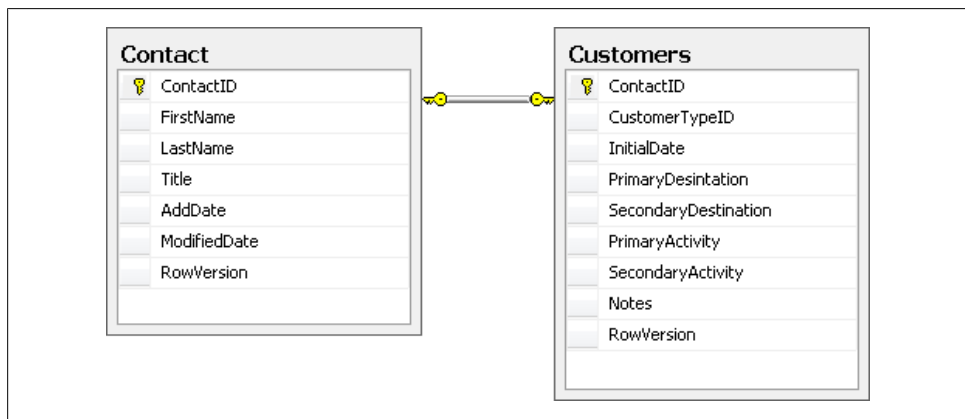 Contact
ContactID
FirstName
LastName
Title
AddDate
ModifiedDate
RowVersion
Customers
ContactID
CustomerTypeID
InitialDate
PrimaryDesintation
SecondaryDestination
PrimaryActivity
SecondaryActivity
Notes
RowVersion